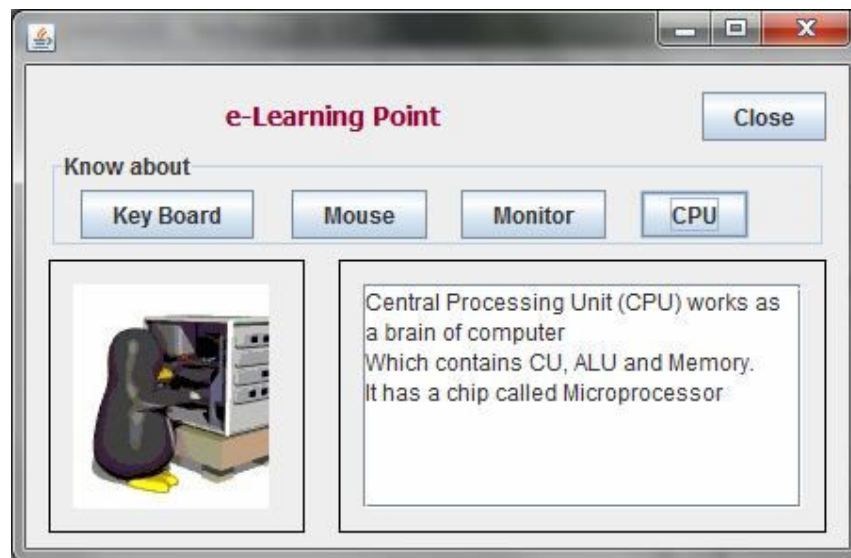 e-Learning Point
Close
Know about
Key Board
Mouse
Monitor
CPU
Central Processing Unit (CPU) works as
a brain of computer
Which contains CU, ALU and Memory.
It has a chip called Microprocessor